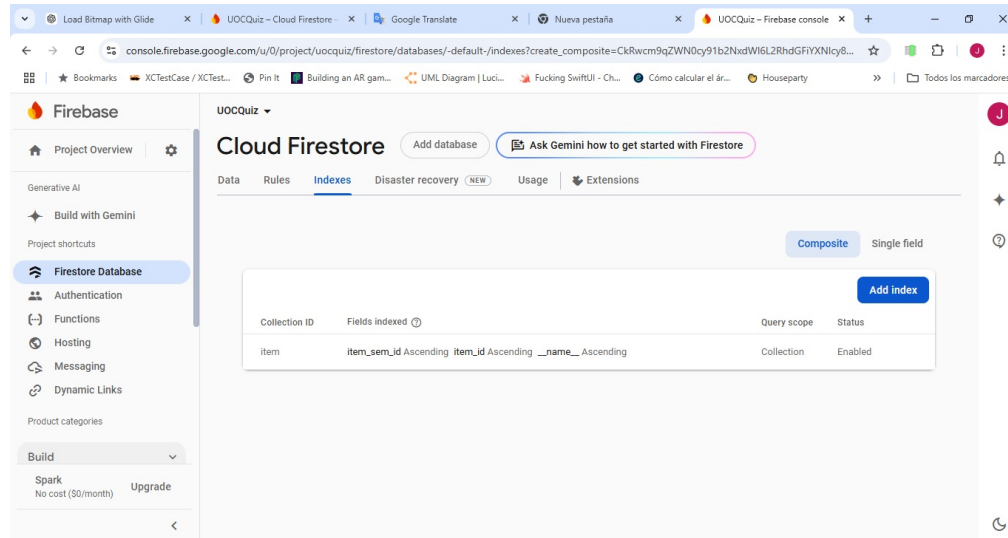 Load Bitmap with Glide
UOCQuiz – Cloud Firestore -
Google Translate
Nueva pestaña
UOCQuiz – Firebase console
console.firebase.google.com/u/0/project/uocquiz/firestore/databases/-default-/indexes?create_composite=CkRwcm9qZWN0cy91b2NxdWl6L2RhdGFiYXNlcy8...
Bookmarks
XCTestCase / XCTest...
Pin It
Building an AR gam...
UML Diagram | Luci...
Fucking SwiftUI - Ch...
Cómo calcular el ár...
Houseparty
»
Todos los marcadores
Firebase
UOCQuiz
J
Project Overview
Cloud Firestore
Add database
Ask Gemini how to get started with Firestore
Data
Rules
Indexes
Disaster recovery NEW
Usage
Extensions
Generative AI
Build with Gemini
Project shortcuts
Composite
Single field
Firestore Database
Authentication
Functions
Hosting
Messaging
Dynamic Links
Add index
Collection ID
Fields indexed
Query scope
Status
item
item_sem_id Ascending item_id Ascending __name__ Ascending
Collection
Enabled
Product categories
Build
Spark
No cost ($0/month)
Upgrade